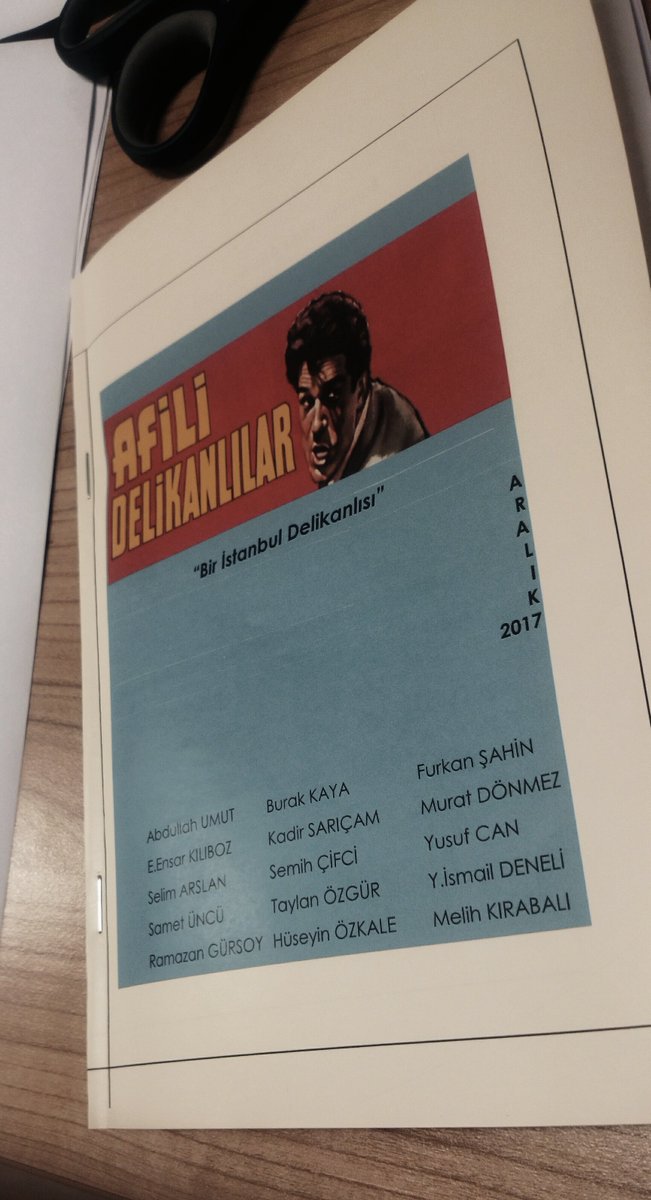 AFİLİ
DELİKANLILAR
"Bir İstanbul Delikanlısı"
A
R
A
L
I
K
2017
Abdullah UMUT
E.Ensar KILIBOZ
Selim ARSLAN
Samet ÜNCÜ
Ramazan GÜRSOY
Burak KAYA
Kadir SARIÇAM
Semih ÇİFCİ
Taylan ÖZGÜR
Hüseyin ÖZKALE
Furkan ŞAHİN
Murat DÖNMEZ
Yusuf CAN
Y.İsmail DENELİ
Melih KIRABALI